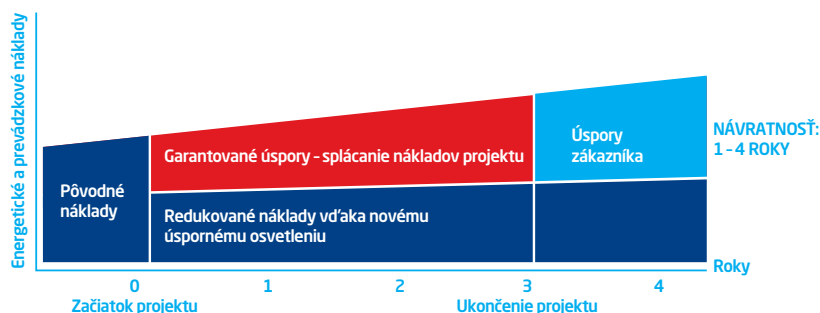 Energetické a prevádzkové náklady
Pôvodné
náklady
Garantované úspory – splácanie nákladov projektu
Redukované náklady vďaka novému
úspornému osvetleniu
Úspory
zákazníka
NÁVRATNOSŤ:
1 – 4 ROKY
Roky
0
1
2
3
4
Začiatok projektu
Ukončenie projektu